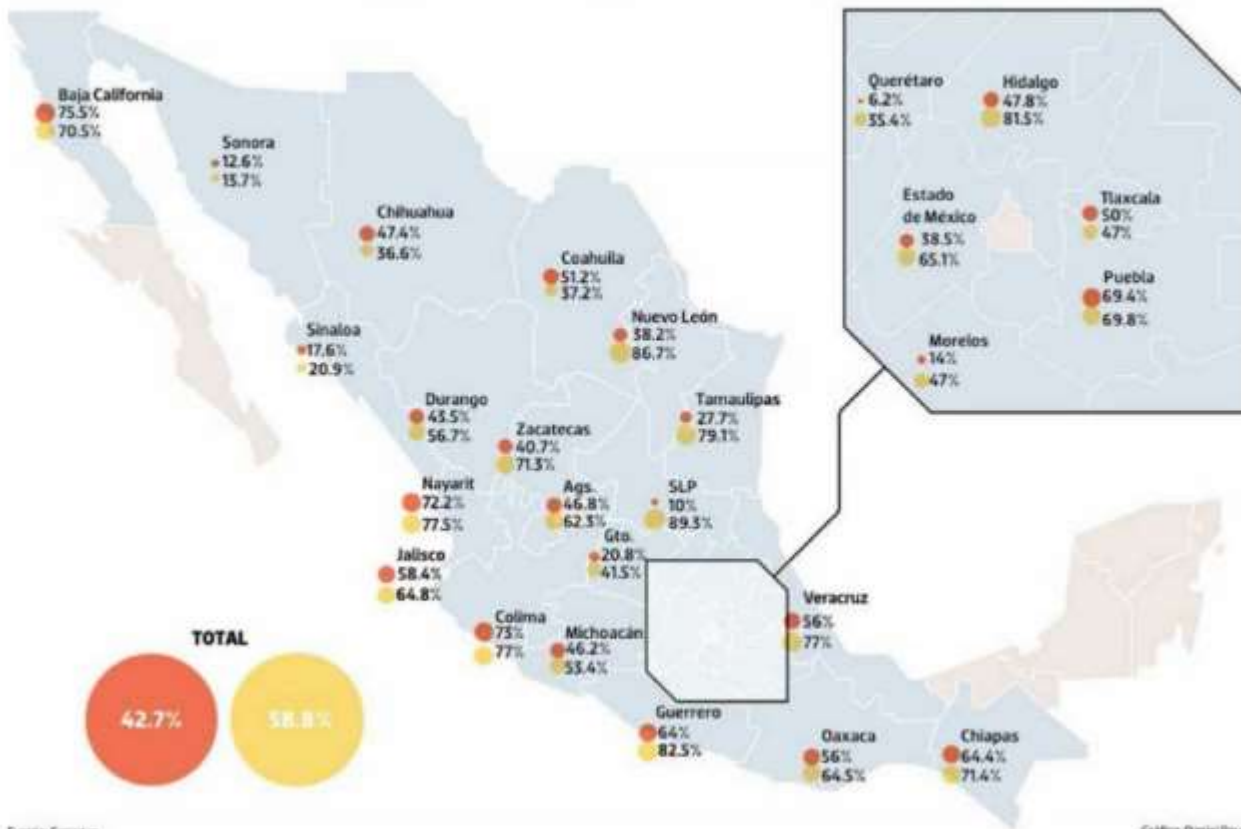 Baja California
75.5%
70.5%
Sonora
12.6%
13.7%
Chihuahua
47.4%
36.6%
Coahuila
51.2%
37.2%
Nuevo León
38.2%
86.7%
Sinaloa
17.6%
20.9%
Durango
43.5%
56.7%
Zacatecas
40.7%
71.3%
Tamaulipas
27.7%
79.1%
Nayarit
72.2%
77.5%
Ags.
46.8%
62.3%
SLP
10%
89.3%
Jalisco
58.4%
64.8%
Gto.
20.8%
41.5%
Colima
73%
77%
Michoacán
46.2%
53.4%
Veracruz
56%
77%
Guerrero
64%
82.5%
Oaxaca
56%
64.5%
Chiapas
64.4%
71.4%
Querétaro
6.2%
35.4%
Hidalgo
47.8%
81.5%
Estado
de México
38.5%
65.1%
Tlaxcala
50%
47%
Puebla
69.4%
69.8%
Morelos
14%
47%
TOTAL
42.7%
58.8%